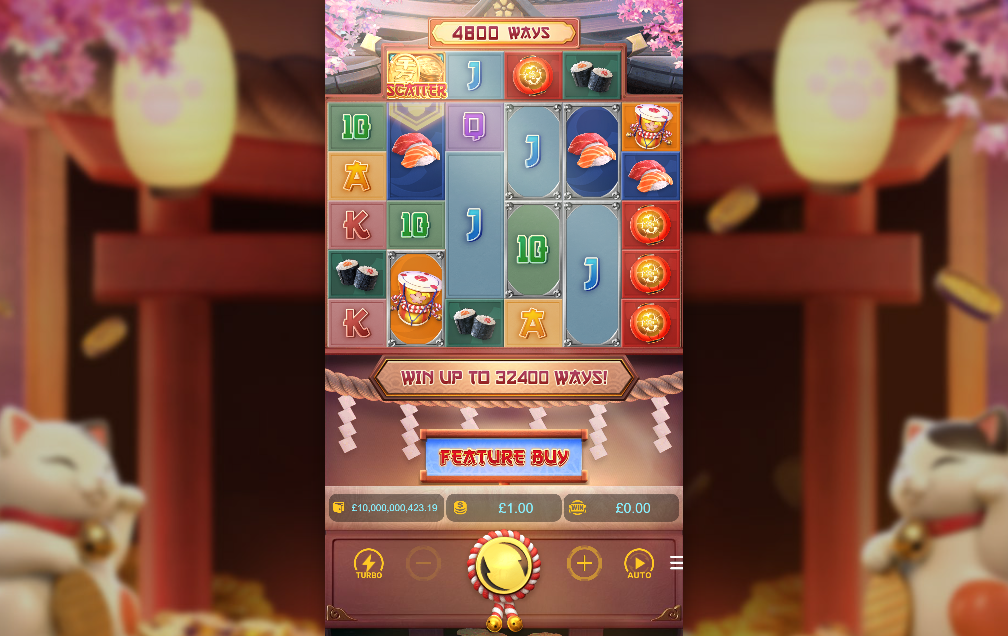 4800 WAYS
SCATTER J
10 Q J
A
K 10 J 10 J
K A
WIN UP TO 32400 WAYS!
FEATURE BUY
£10,000,000,423.19 £1.00 WIN £0.00
TURBO AUTO